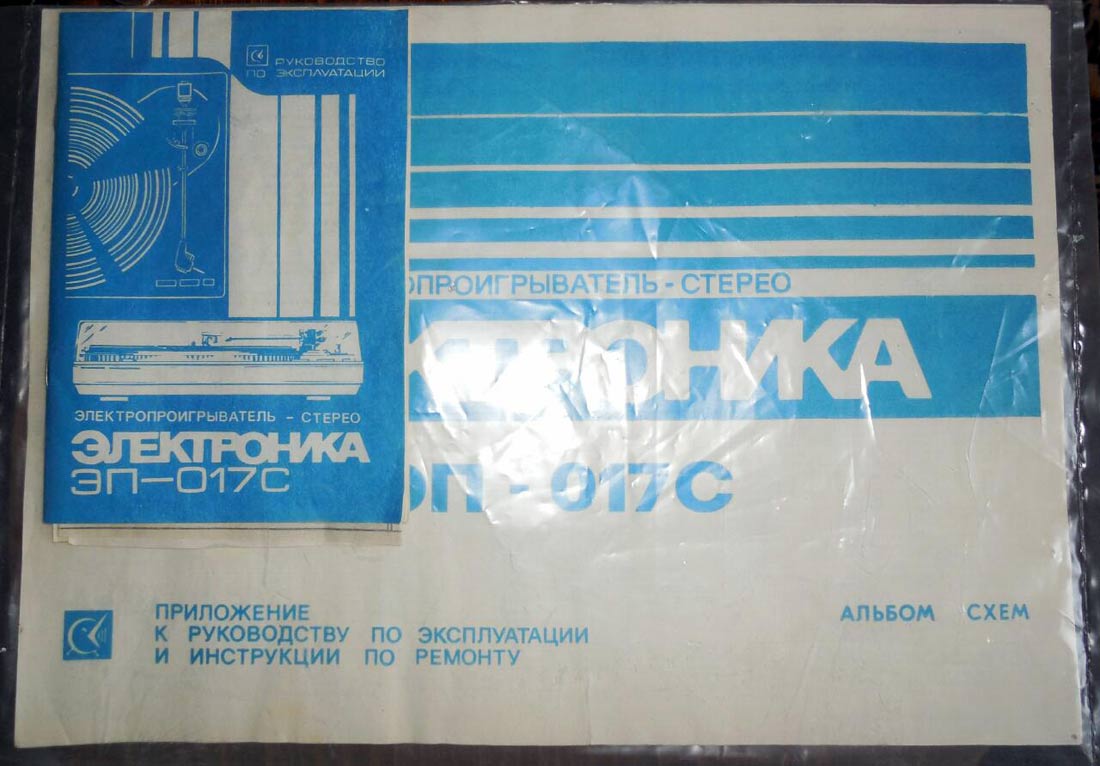 РУКОВОДСТВО
ПО ЭКСПЛУАТАЦИИ
ЭЛЕКТРОПРОИГРЫВАТЕЛЬ - СТЕРЕО
ЭЛЕКТРОНИКА
ЭП-017С
ОПРОИГРЫВАТЕЛЬ - СТЕРЕО
КТРОНИКА
ЭП - 017С
ПРИЛОЖЕНИЕ
К РУКОВОДСТВУ ПО ЭКСПЛУАТАЦИИ
И ИНСТРУКЦИИ ПО РЕМОНТУ
АЛЬБОМ СХЕМ